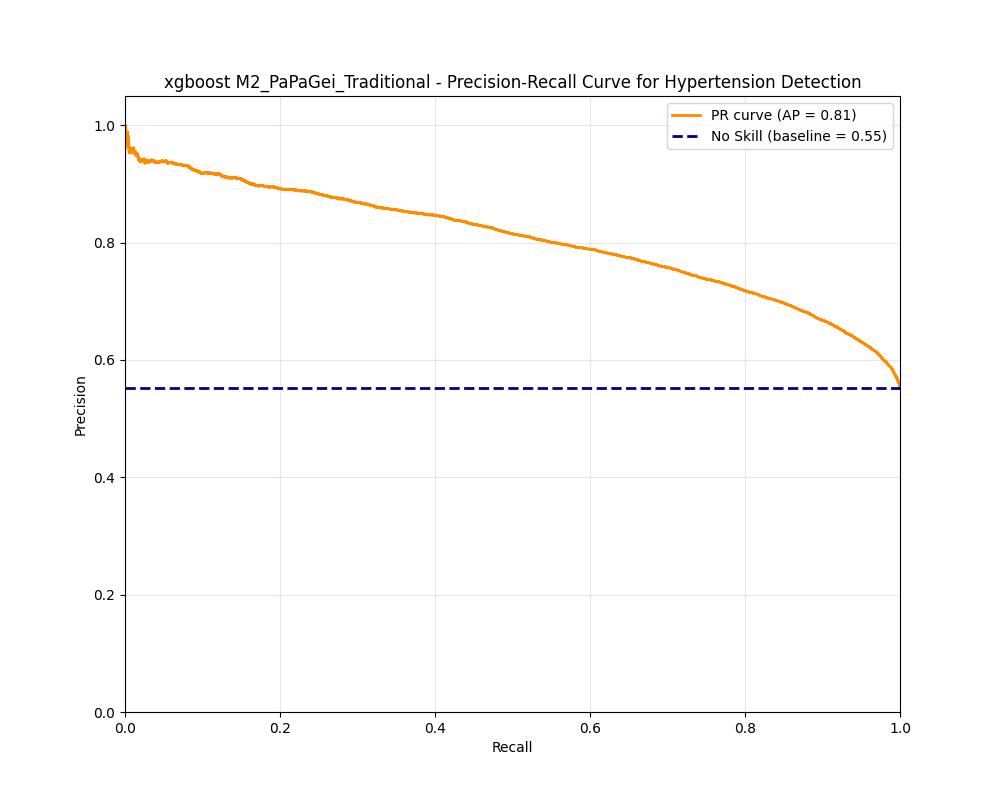 xgboost M2_PaPaGei_Traditional - Precision-Recall Curve for Hypertension Detection
PR curve (AP = 0.81)
No Skill (baseline = 0.55)
Precision
1.0
0.8
0.6
0.4
0.2
0.0
0.0 0.2 0.4 0.6 0.8 1.0
Recall